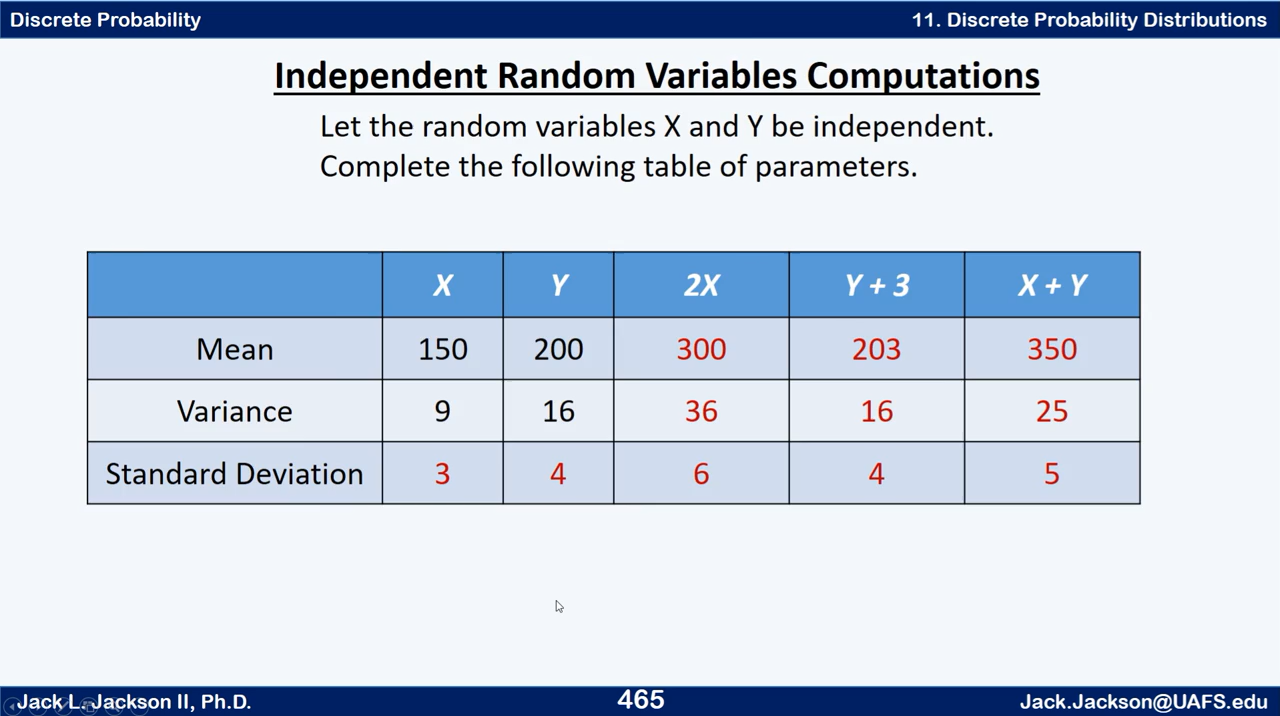 Discrete Probability
11. Discrete Probability Distributions
Independent Random Variables Computations
Let the random variables X and Y be independent.
Complete the following table of parameters.
X Y 2X Y + 3 X + Y
Mean 150 200 300 203 350
Variance 9 16 36 16 25
Standard Deviation 3 4 6 4 5
Jack L. Jackson II, Ph.D.
465
Jack.Jackson@UAFS.edu